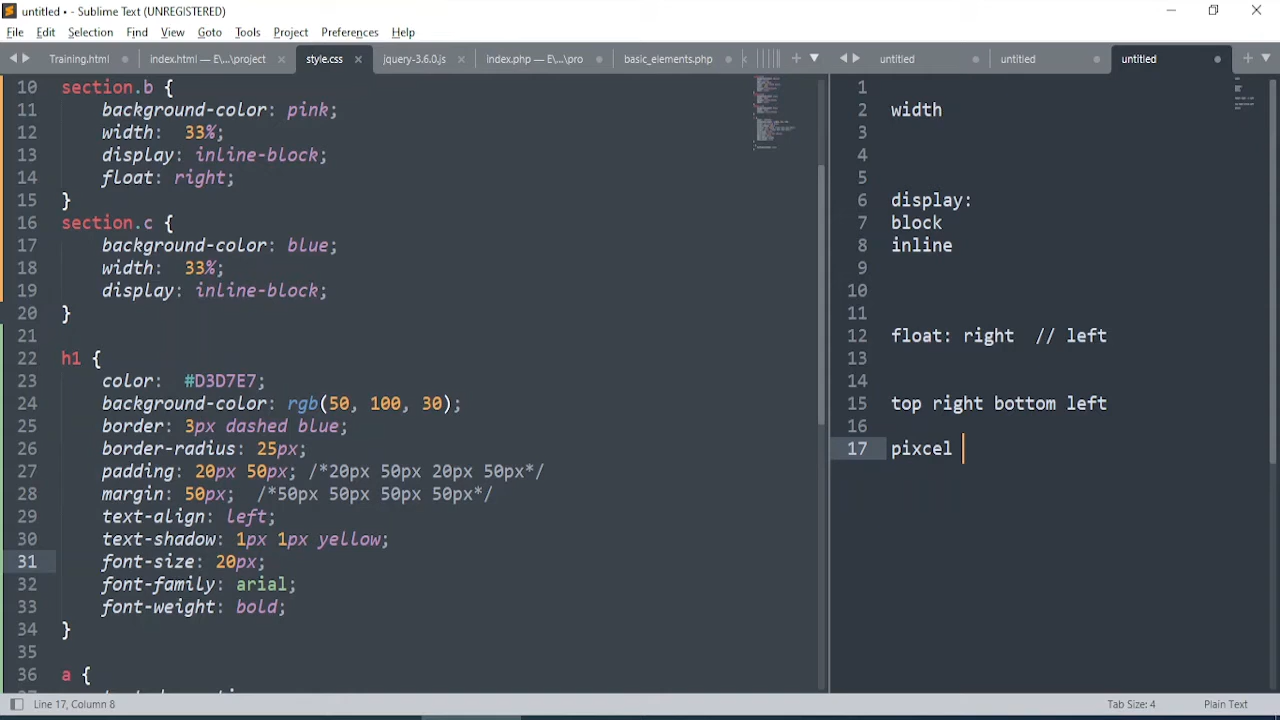 untitled • - Sublime Text (UNREGISTERED)
File Edit Selection Find View Goto Tools Project Preferences Help
Training.html index.html — E\...\project style.css jquery-3.6.0.js index.php — E\...\pro basic_elements.php untitled untitled untitled
10 section.b {
11 background-color: pink;
12 width: 33%;
13 display: inline-block;
14 float: right;
15 }
16 section.c {
17 background-color: blue;
18 width: 33%;
19 display: inline-block;
20 }
21
22 h1 {
23 color: #D3D7E7;
24 background-color: rgb(50, 100, 30);
25 border: 3px dashed blue;
26 border-radius: 25px;
27 padding: 20px 50px; /*20px 50px 20px 50px*/
28 margin: 50px; /*50px 50px 50px 50px*/
29 text-align: left;
30 text-shadow: 1px 1px yellow;
31 font-size: 20px;
32 font-family: arial;
33 font-weight: bold;
34 }
35
36 a {
1
2 width
3
4
5
6 display:
7 block
8 inline
9
10
11
12 float: right // left
13
14
15 top right bottom left
16
17 pixcel
Line 17, Column 8 Tab Size: 4 Plain Text